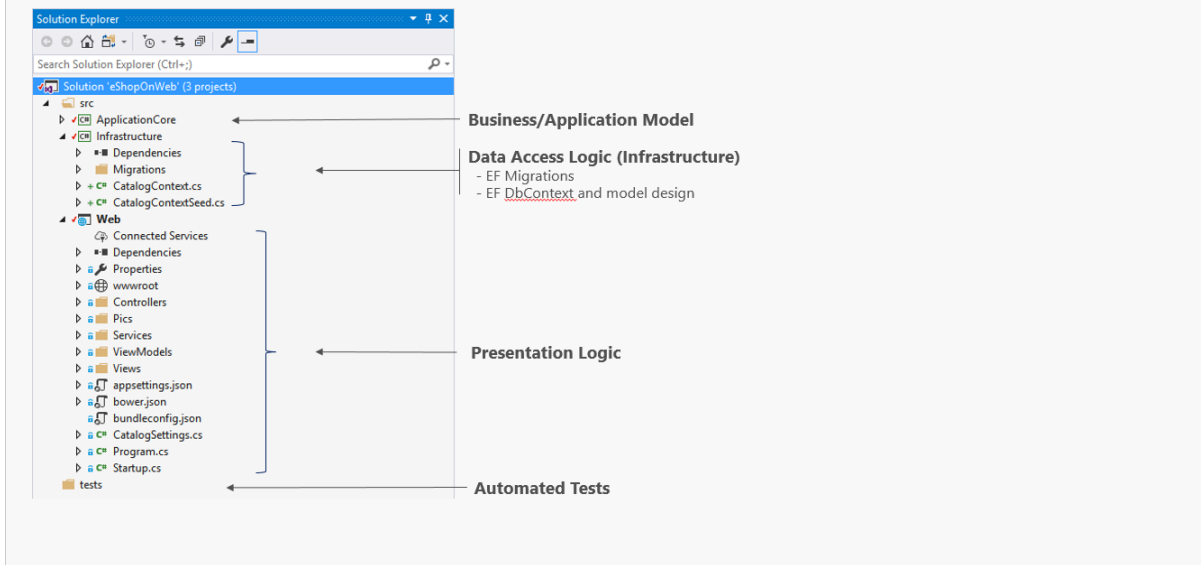 Solution Explorer
Search Solution Explorer (Ctrl+;)
Solution 'eShopOnWeb' (3 projects)
src
C# ApplicationCore
Business/Application Model
C# Infrastructure
Dependencies
Data Access Logic (Infrastructure)
Migrations
- EF Migrations
+ C# CatalogContext.cs
- EF DbContext and model design
+ C# CatalogContextSeed.cs
Web
Connected Services
Dependencies
Properties
wwwroot
Controllers
Pics
Services
ViewModels
Presentation Logic
Views
appsettings.json
bower.json
bundleconfig.json
C# CatalogSettings.cs
C# Program.cs
C# Startup.cs
tests
Automated Tests